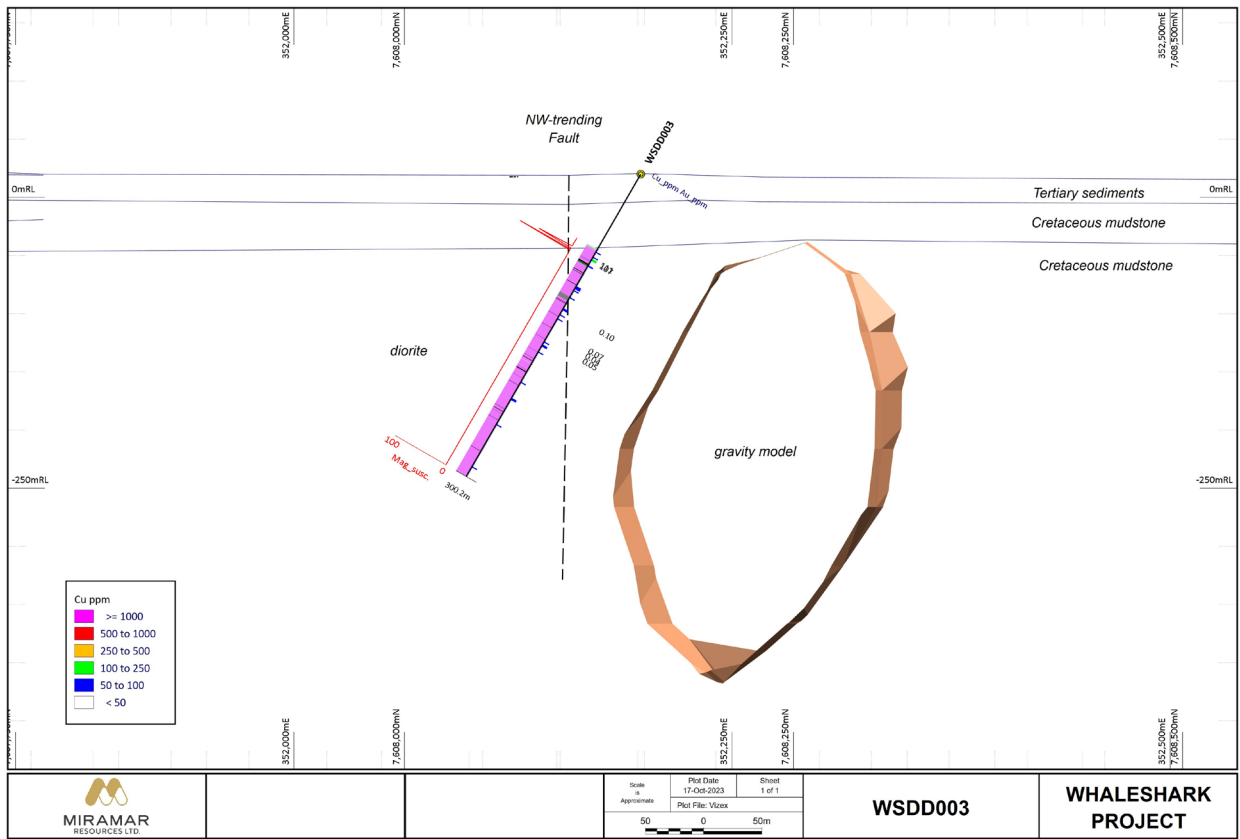 352,000mE
7,608,000mN
352,250mE
7,608,250mN
352,500mE
7,608,500mN
NW-trending
Fault
WSDD003
Cu_ppm Au_ppm
0mRL
0mRL
Tertiary sediments
Cretaceous mudstone
Cretaceous mudstone
0.10
0.07
0.04
0.05
diorite
gravity model
100
0
Mag_susc.
300.2m
-250mRL
-250mRL
Cu ppm
>= 1000
500 to 1000
250 to 500
100 to 250
50 to 100
< 50
352,000mE
7,608,000mN
352,250mE
7,608,250mN
352,500mE
7,608,500mN
MIRAMAR
RESOURCES LTD.
Scale
is
Approximate
Plot Date
17-Oct-2023
Sheet
1 of 1
Plot File: Vizex
50 0 50m
WSDD003
WHALESHARK
PROJECT